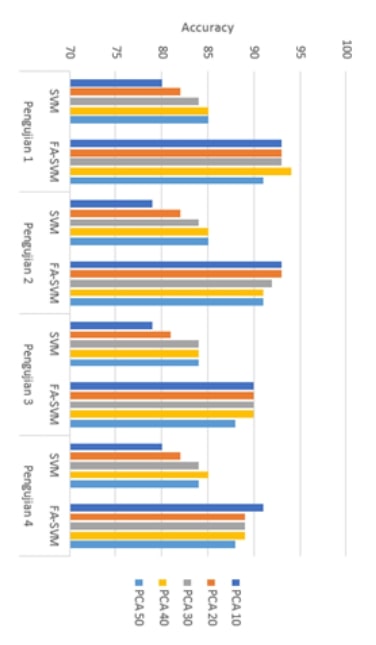 Accuracy
100
95
90
85
80
75
70
SVM
FA-SVM
SVM
FA-SVM
SVM
FA-SVM
SVM
FA-SVM
Pengujian 1
Pengujian 2
Pengujian 3
Pengujian 4
PCA 10
PCA 20
PCA 30
PCA 40
PCA 50